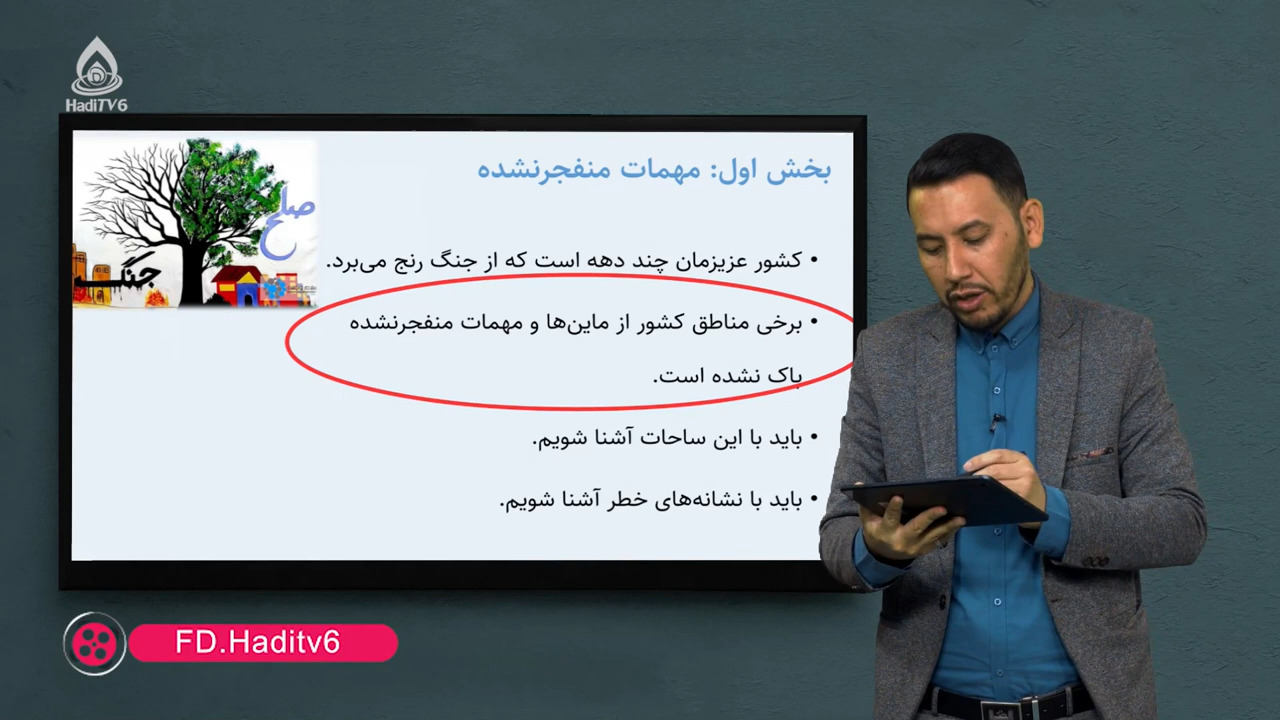 HadiTV6
بخش اول: مهمات منفجرنشده
صلح
جنگ
• کشور عزیزمان چند دهه است که از جنگ رنج می‌برد.
• برخی مناطق کشور از ماین‌ها و مهمات منفجرنشده
پاک نشده است.
• باید با این ساحات آشنا شویم.
• باید با نشانه‌های خطر آشنا شویم.
FD.Haditv6